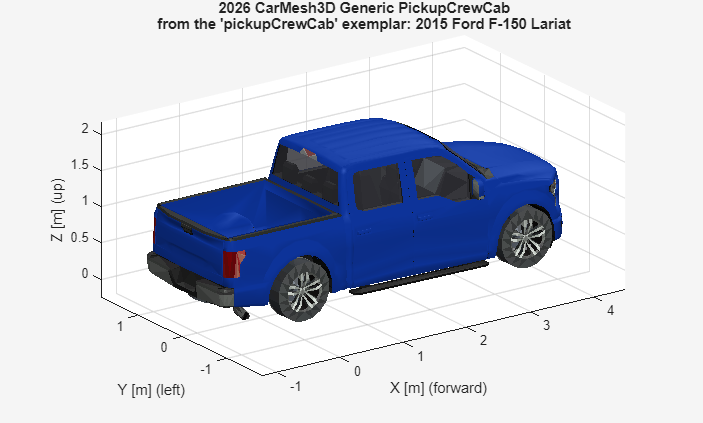 2026 CarMesh3D Generic PickupCrewCab
from the 'pickupCrewCab' exemplar: 2015 Ford F-150 Lariat
2
1.5
1
0.5
0
Z [m] (up)
1
0
-1
Y [m] (left)
-1
0
1
2
3
4
X [m] (forward)